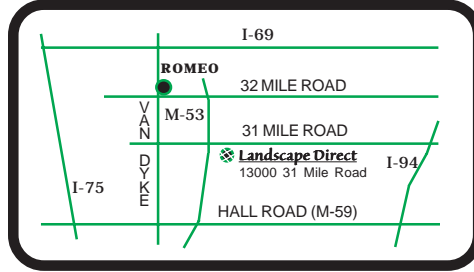 I-69
ROMEO
32 MILE ROAD
VAN DYKE
M-53
31 MILE ROAD
Landscape Direct
13000 31 Mile Road
I-94
I-75
HALL ROAD (M-59)